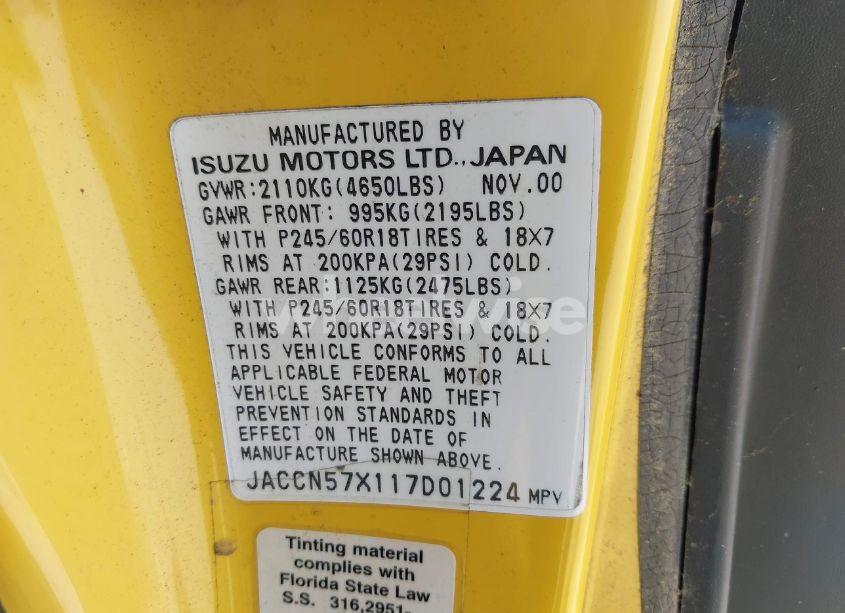 MANUFACTURED BY
ISUZU MOTORS LTD., JAPAN
GVWR:2110KG(4650LBS) NOV.00
GAWR FRONT: 995KG(2195LBS)
WITH P245/60R18TIRES & 18X7
RIMS AT 200KPA(29PSI) COLD.
GAWR REAR:1125KG(2475LBS)
WITH P245/60R18TIRES & 18X7
RIMS AT 200KPA(29PSI) COLD.
THIS VEHICLE CONFORMS TO ALL
APPLICABLE FEDERAL MOTOR
VEHICLE SAFETY AND THEFT
PREVENTION STANDARDS IN
EFFECT ON THE DATE OF
MANUFACTURE SHOWN ABOVE.
JACCN57X117D01224 MPV
Tinting material
complies with
Florida State Law
S.S. 316,2951-